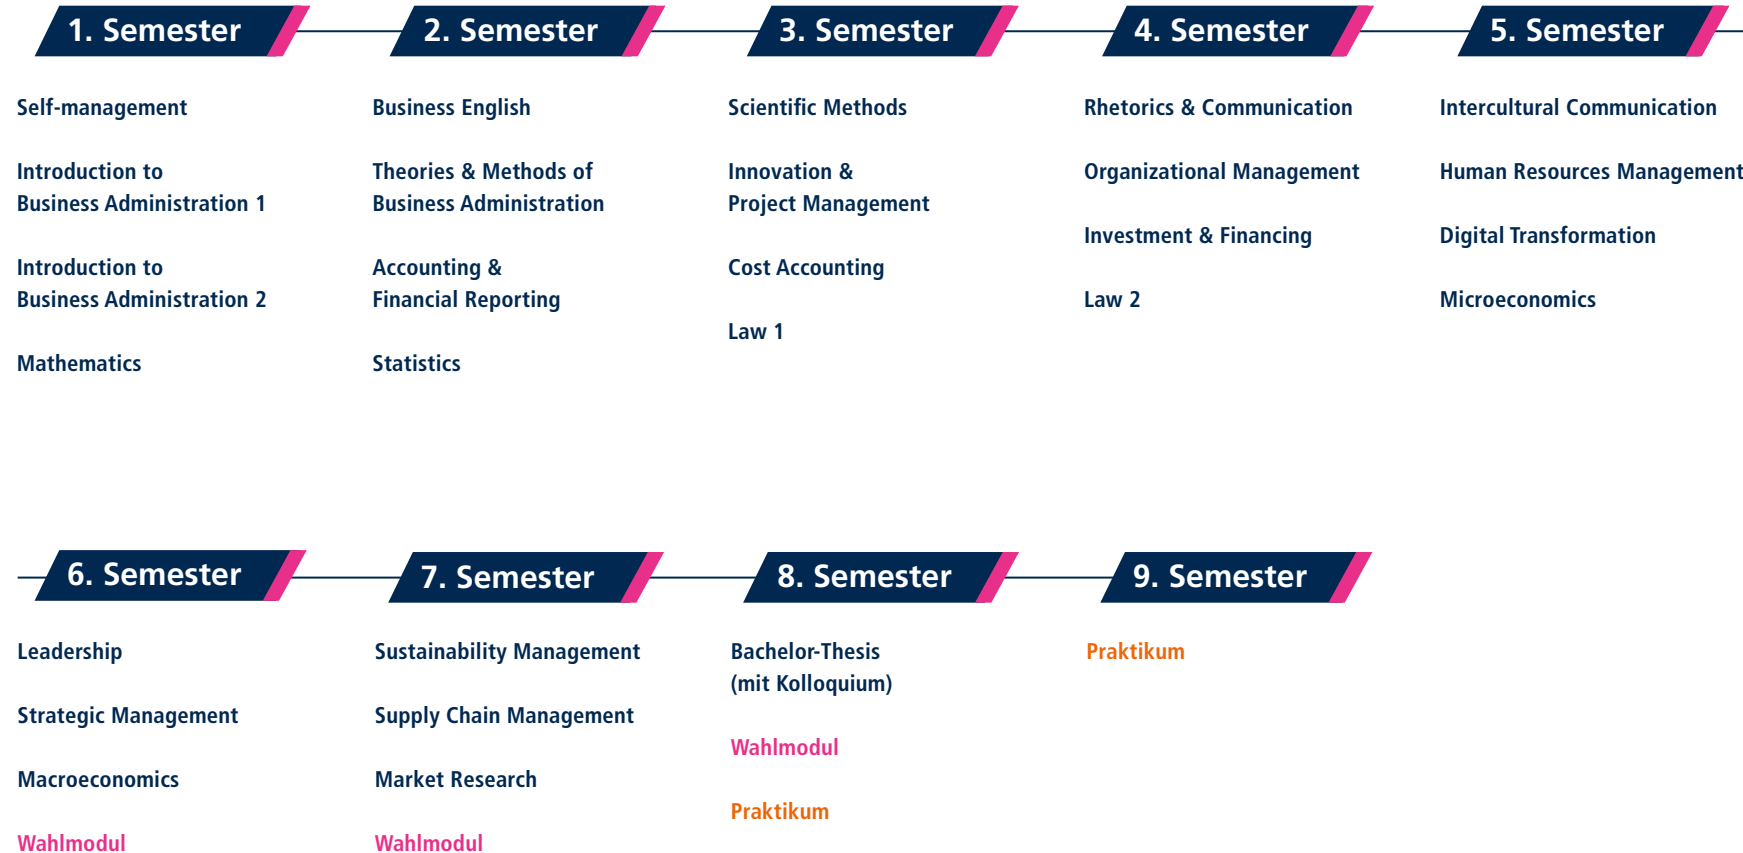 1. Semester
Self-management
Introduction to
Business Administration 1
Introduction to
Business Administration 2
Mathematics
2. Semester
Business English
Theories & Methods of
Business Administration
Accounting &
Financial Reporting
Statistics
3. Semester
Scientific Methods
Innovation &
Project Management
Cost Accounting
Law 1
4. Semester
Rhetorics & Communication
Organizational Management
Investment & Financing
Law 2
5. Semester
Intercultural Communication
Human Resources Management
Digital Transformation
Microeconomics
6. Semester
Leadership
Strategic Management
Macroeconomics
Wahlmodul
7. Semester
Sustainability Management
Supply Chain Management
Market Research
Wahlmodul
8. Semester
Bachelor-Thesis
(mit Kolloquium)
Wahlmodul
Praktikum
9. Semester
Praktikum